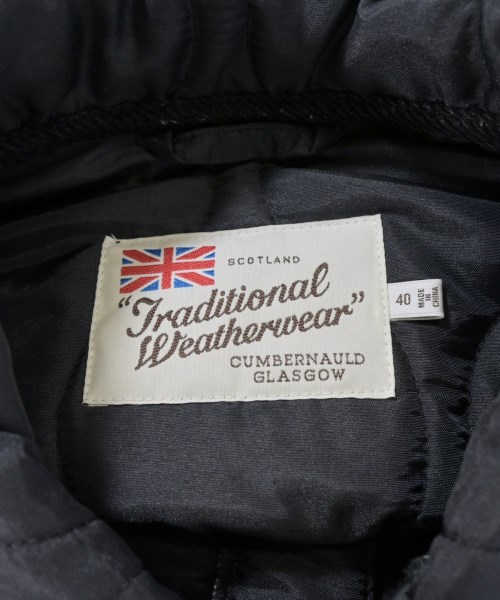 SCOTLAND
"Traditional
Weatherwear"
CUMBERNAULD
GLASGOW
40
MADE
IN
CHINA